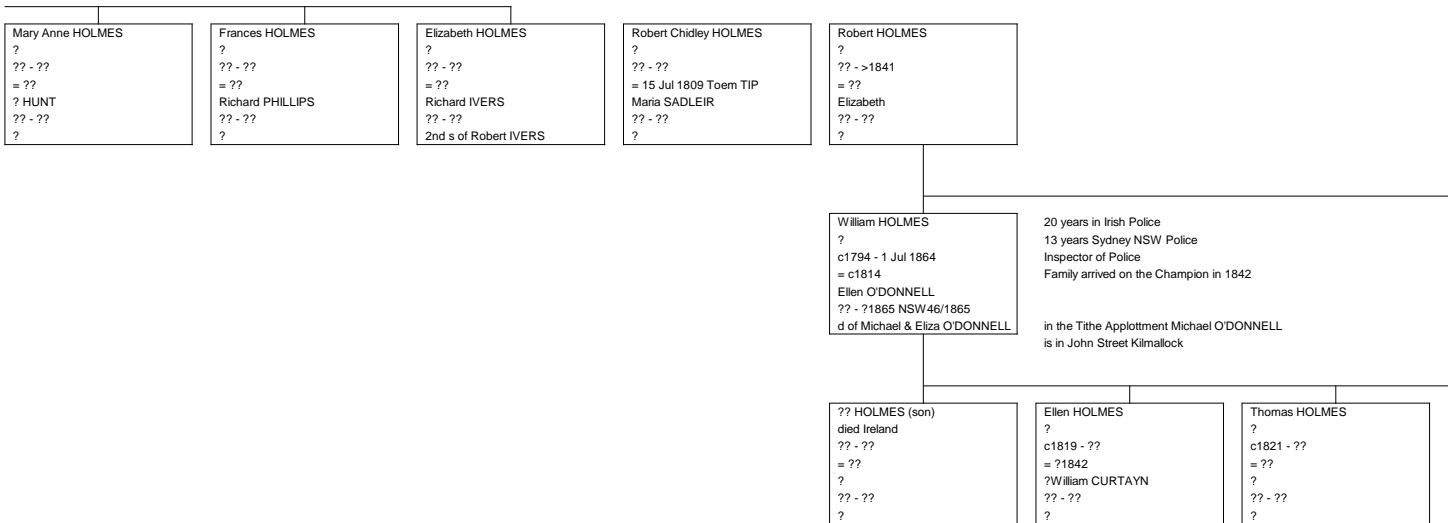 Mary Anne HOLMES
?
?? - ??
= ??
? HUNT
?? - ??
?
Frances HOLMES
?
?? - ??
= ??
Richard PHILLIPS
?? - ??
?
Elizabeth HOLMES
?
?? - ??
= ??
Richard IVERS
?? - ??
2nd s of Robert IVERS
Robert Chidley HOLMES
?
?? - ??
= 15 Jul 1809 Toem TIP
Maria SADLEIR
?? - ??
?
Robert HOLMES
?
?? - >1841
= ??
Elizabeth
?? - ??
?
William HOLMES
?
c1794 - 1 Jul 1864
= c1814
Ellen O'DONNELL
?? - ?1865 NSW46/1865
d of Michael & Eliza O'DONNELL
20 years in Irish Police
13 years Sydney NSW Police
Inspector of Police
Family arrived on the Champion in 1842
in the Tithe Applottment Michael O'DONNELL
is in John Street Kilmallock
?? HOLMES (son)
died Ireland
?? - ??
= ??
?
?? - ??
?
Ellen HOLMES
?
c1819 - ??
= ?1842
?William CURTAYN
?? - ??
?
Thomas HOLMES
?
c1821 - ??
= ??
?
?? - ??
?